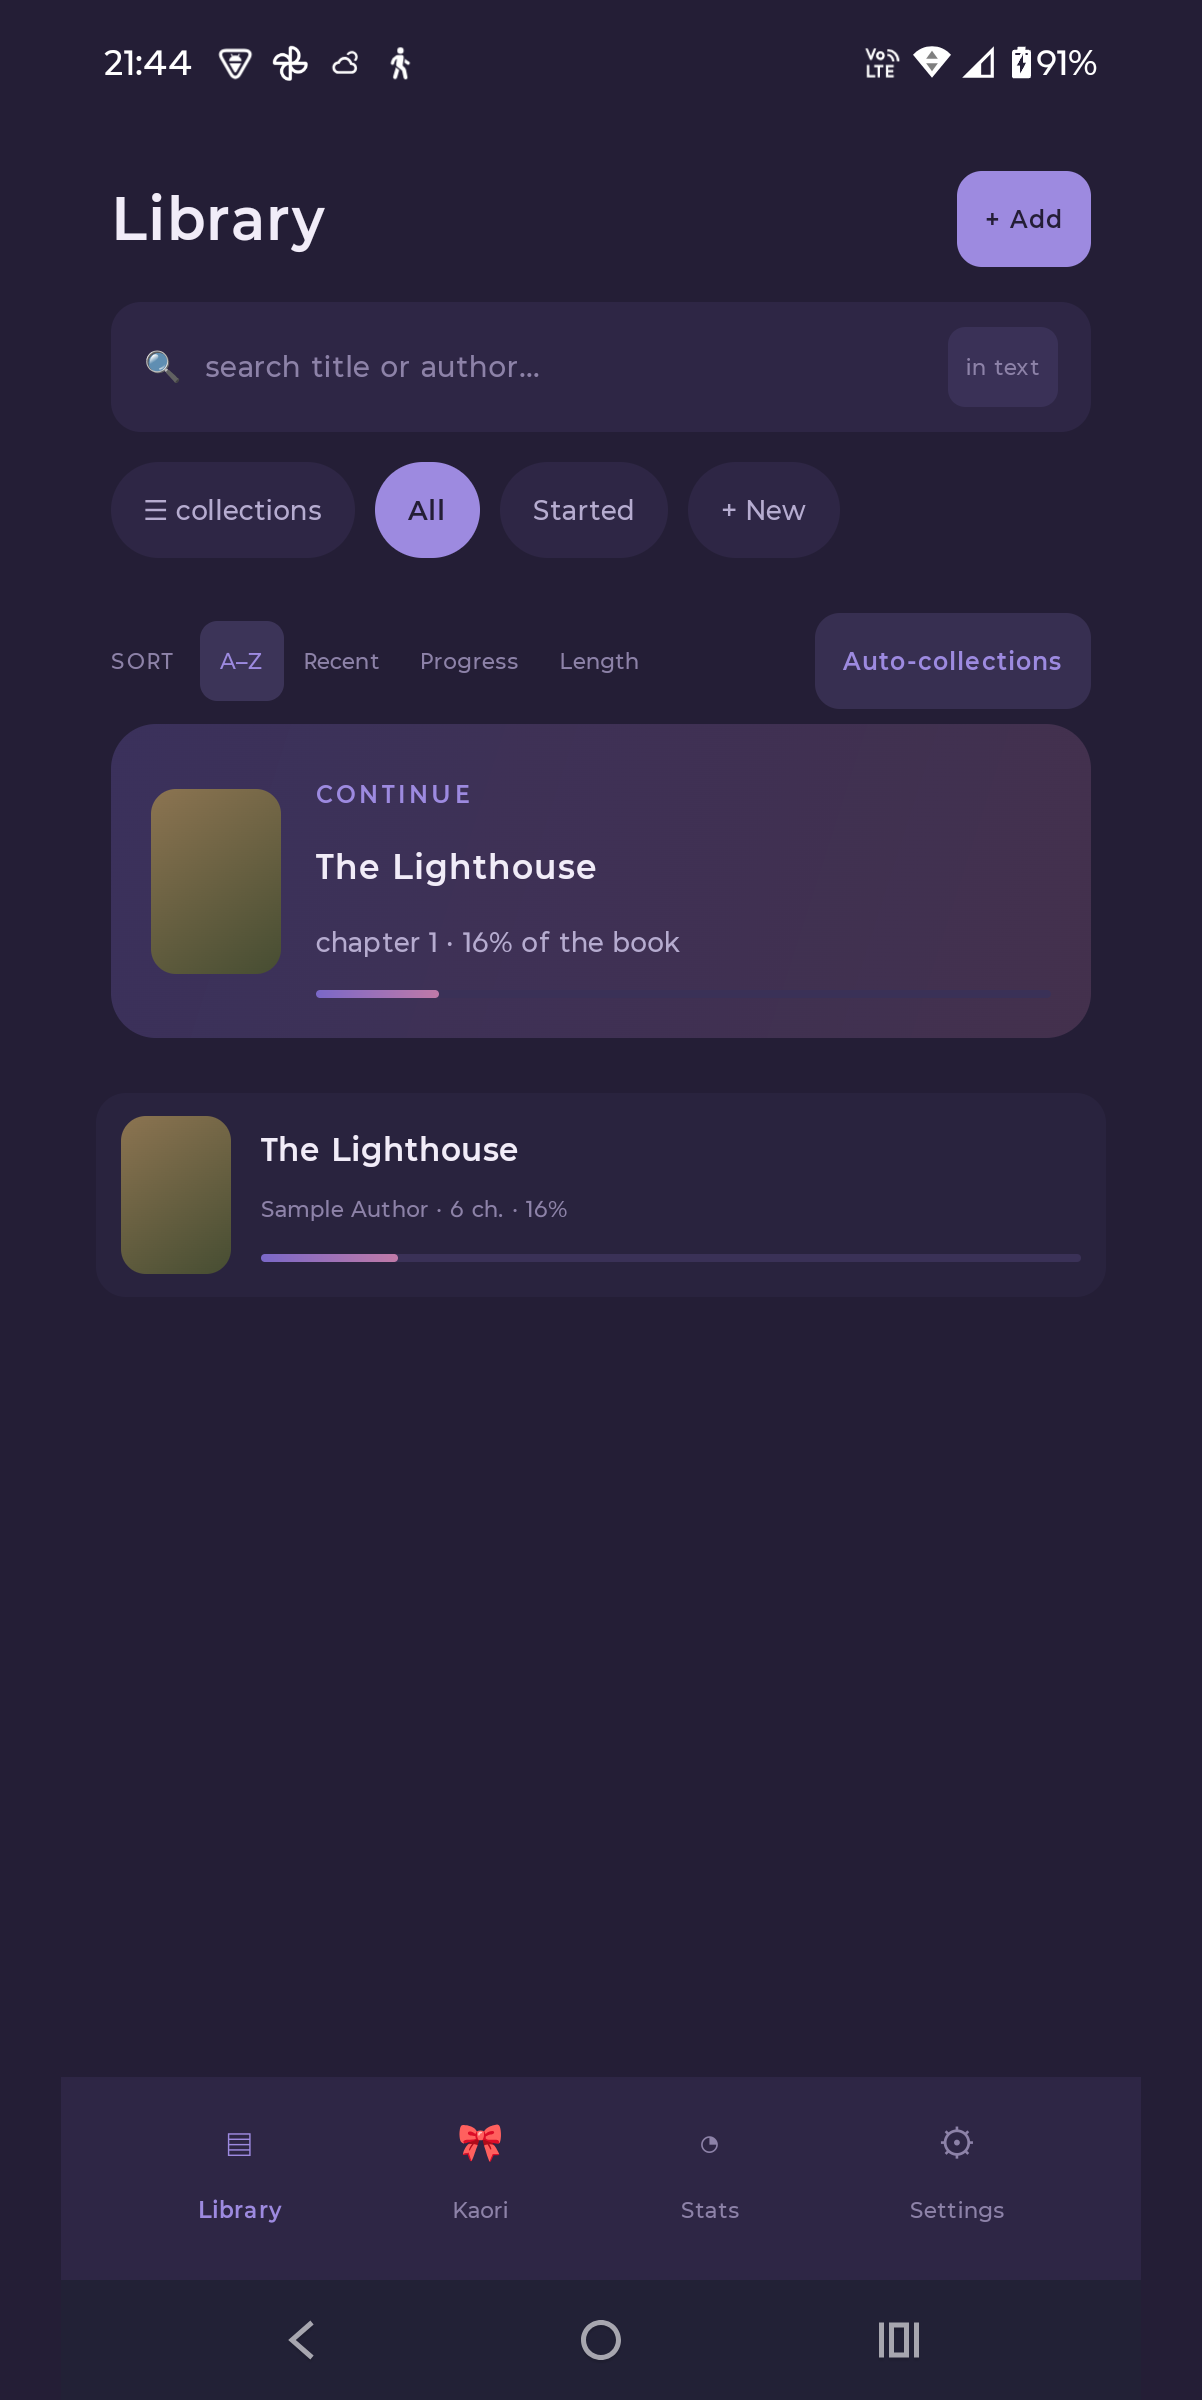 21:44 Vo LTE 91%
Library
+ Add
🔍 search title or author... in text
☰ collections All Started + New
SORT A–Z Recent Progress Length Auto-collections
CONTINUE
The Lighthouse
chapter 1 · 16% of the book
The Lighthouse
Sample Author · 6 ch. · 16%
Library Kaori Stats Settings